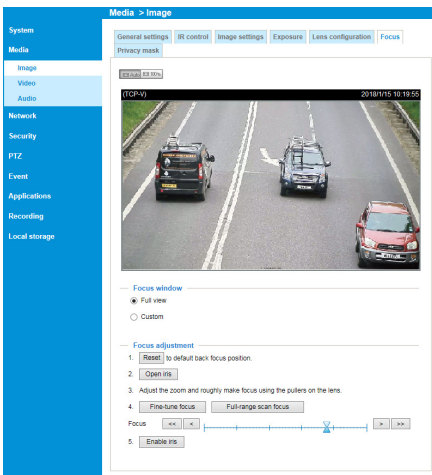 Media > Image
System
Media
Image
Video
Audio
Network
Security
PTZ
Event
Applications
Recording
Local storage
General settings IR control Image settings Exposure Lens configuration Focus
Privacy mask
Auto
(TCP-V) 2018/1/15 10:19:55
Focus window
Full view
Custom
Focus adjustment
1. Reset to default back focus position.
2. Open iris
3. Adjust the zoom and roughly make focus using the pullers on the lens.
4. Fine-tune focus Full-range scan focus
Focus << < > >>
5. Enable iris